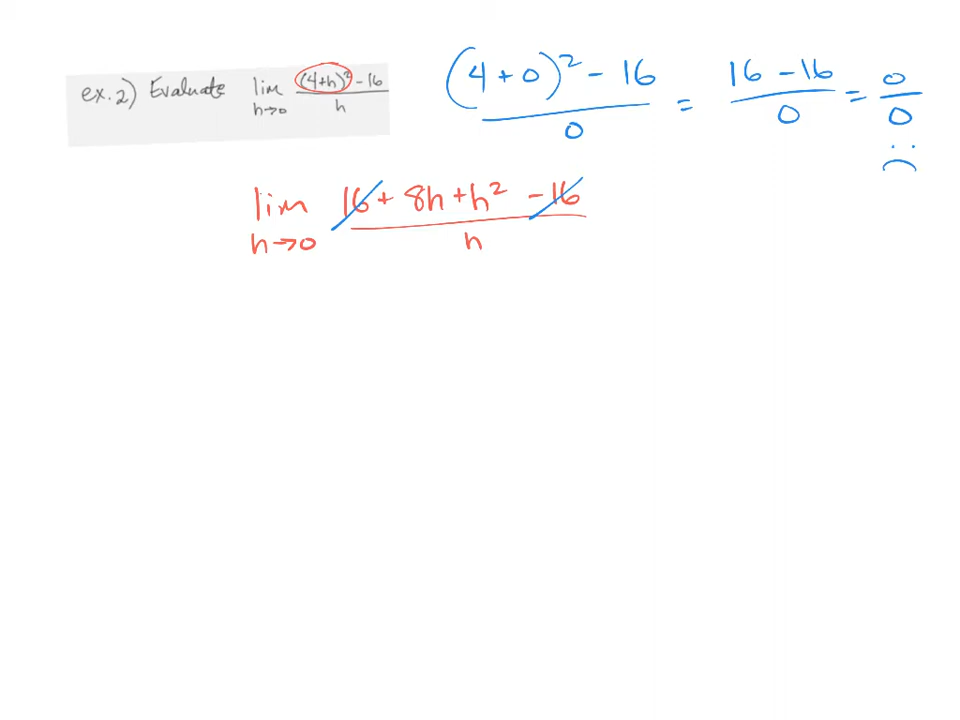 ex. 2) Evaluate lim h→0 ((4+h)² - 16)/h
((4 + 0)² - 16)/0 = (16 - 16)/0 = 0/0
lim h→0 (16 + 8h + h² - 16)/h